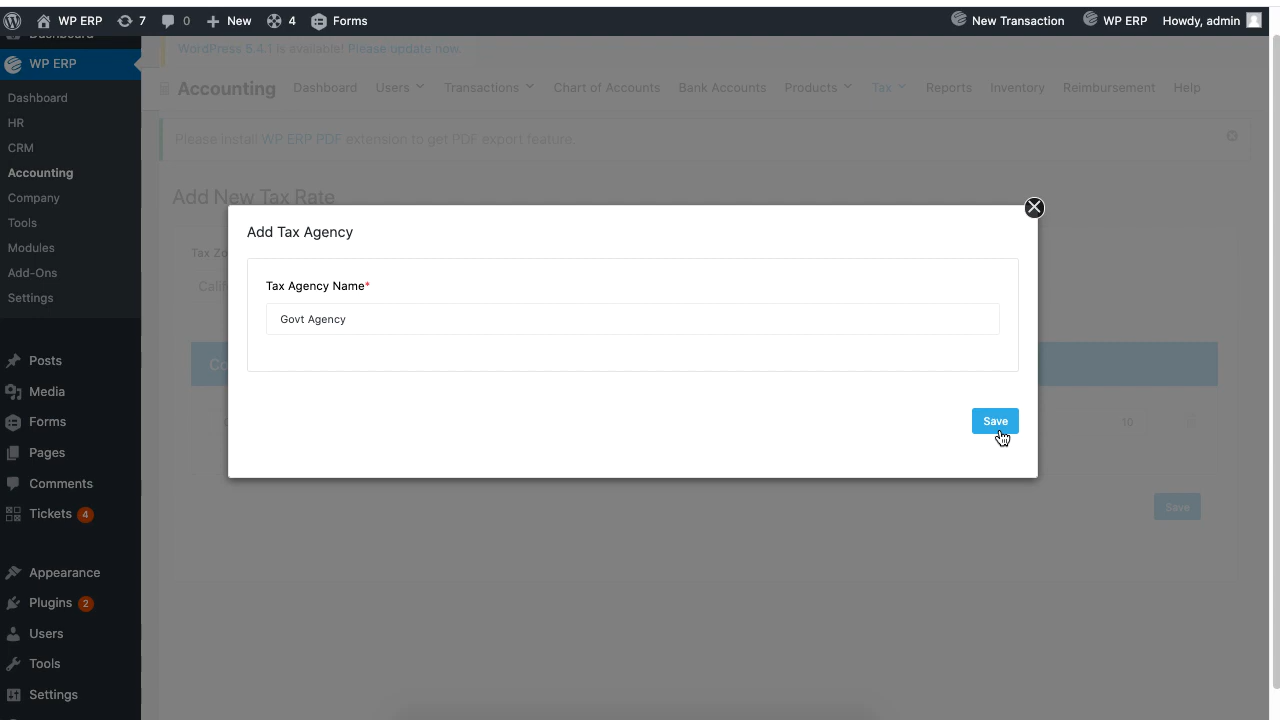 WP ERP 7 0 New 4 Forms New Transaction WP ERP Howdy, admin
Dashboard
WordPress 5.4.1 is available! Please update now.
WP ERP
Accounting Dashboard Users Transactions Chart of Accounts Bank Accounts Products Tax Reports Inventory Reimbursement Help
Dashboard
HR
CRM
Accounting
Company
Tools
Modules
Add-Ons
Settings
Posts
Media
Forms
Pages
Comments
Tickets 4
Appearance
Plugins 2
Users
Tools
Settings
Please install WP ERP PDF extension to get PDF export feature.
Add New Tax Rate
Add Tax Agency
Tax Agency Name*
Govt Agency
Save
10
Save